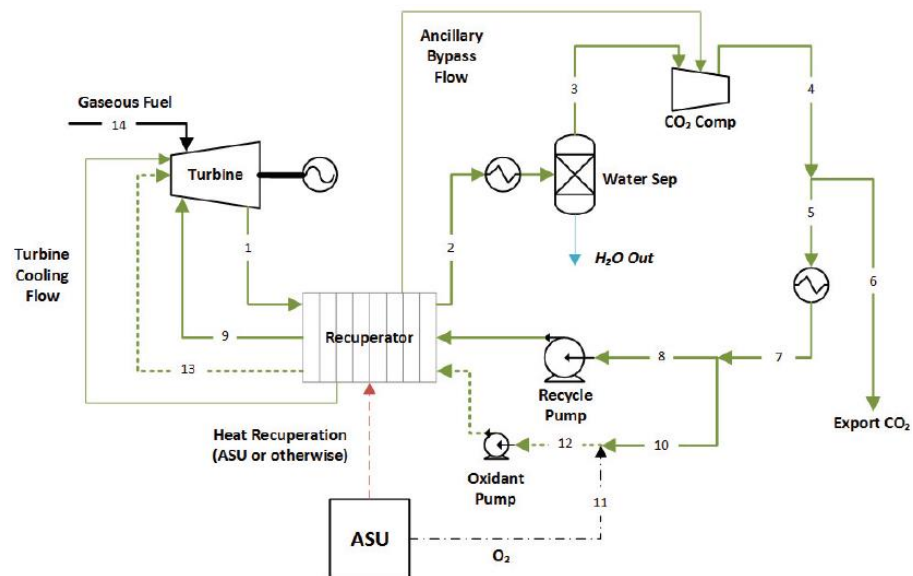 Ancillary
Bypass
Flow
Gaseous Fuel
14
3
4
CO₂ Comp
Turbine
Water Sep
5
1
2
H₂O Out
6
Turbine
Cooling
Flow
Recuperator
9
8
7
13
Recycle
Pump
Export CO₂
Heat Recuperation
(ASU or otherwise)
12
10
Oxidant
Pump
11
ASU
O₂